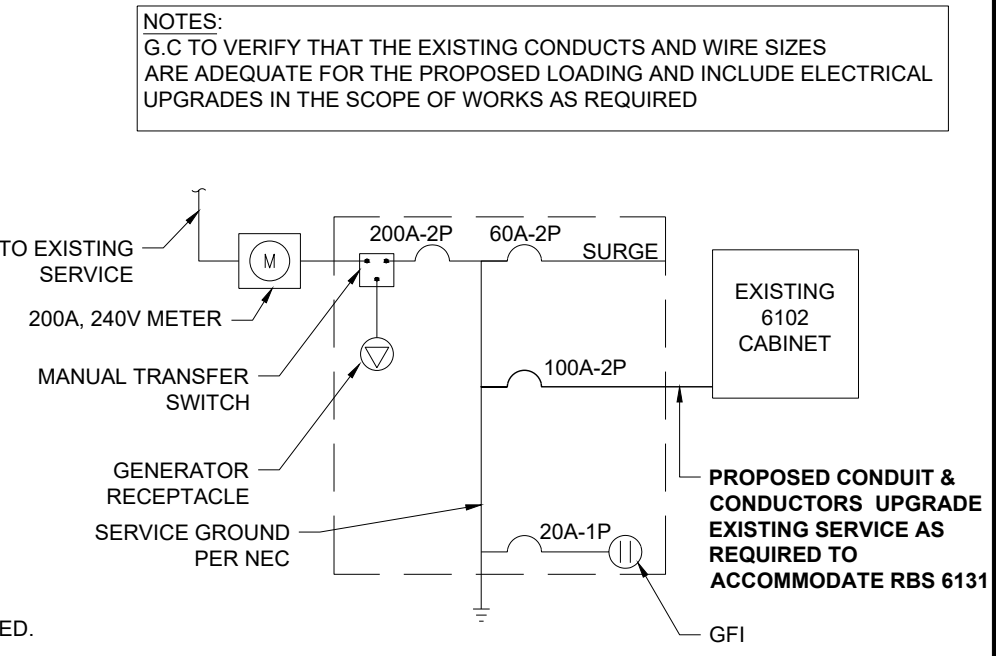 NOTES:
G.C TO VERIFY THAT THE EXISTING CONDUCTS AND WIRE SIZES
ARE ADEQUATE FOR THE PROPOSED LOADING AND INCLUDE ELECTRICAL
UPGRADES IN THE SCOPE OF WORKS AS REQUIRED
TO EXISTING
SERVICE
M
200A-2P
60A-2P
SURGE
200A, 240V METER
EXISTING
6102
CABINET
MANUAL TRANSFER
SWITCH
100A-2P
GENERATOR
RECEPTACLE
PROPOSED CONDUIT &
CONDUCTORS UPGRADE
EXISTING SERVICE AS
REQUIRED TO
ACCOMMODATE RBS 6131
SERVICE GROUND
PER NEC
20A-1P
GFI
ED.